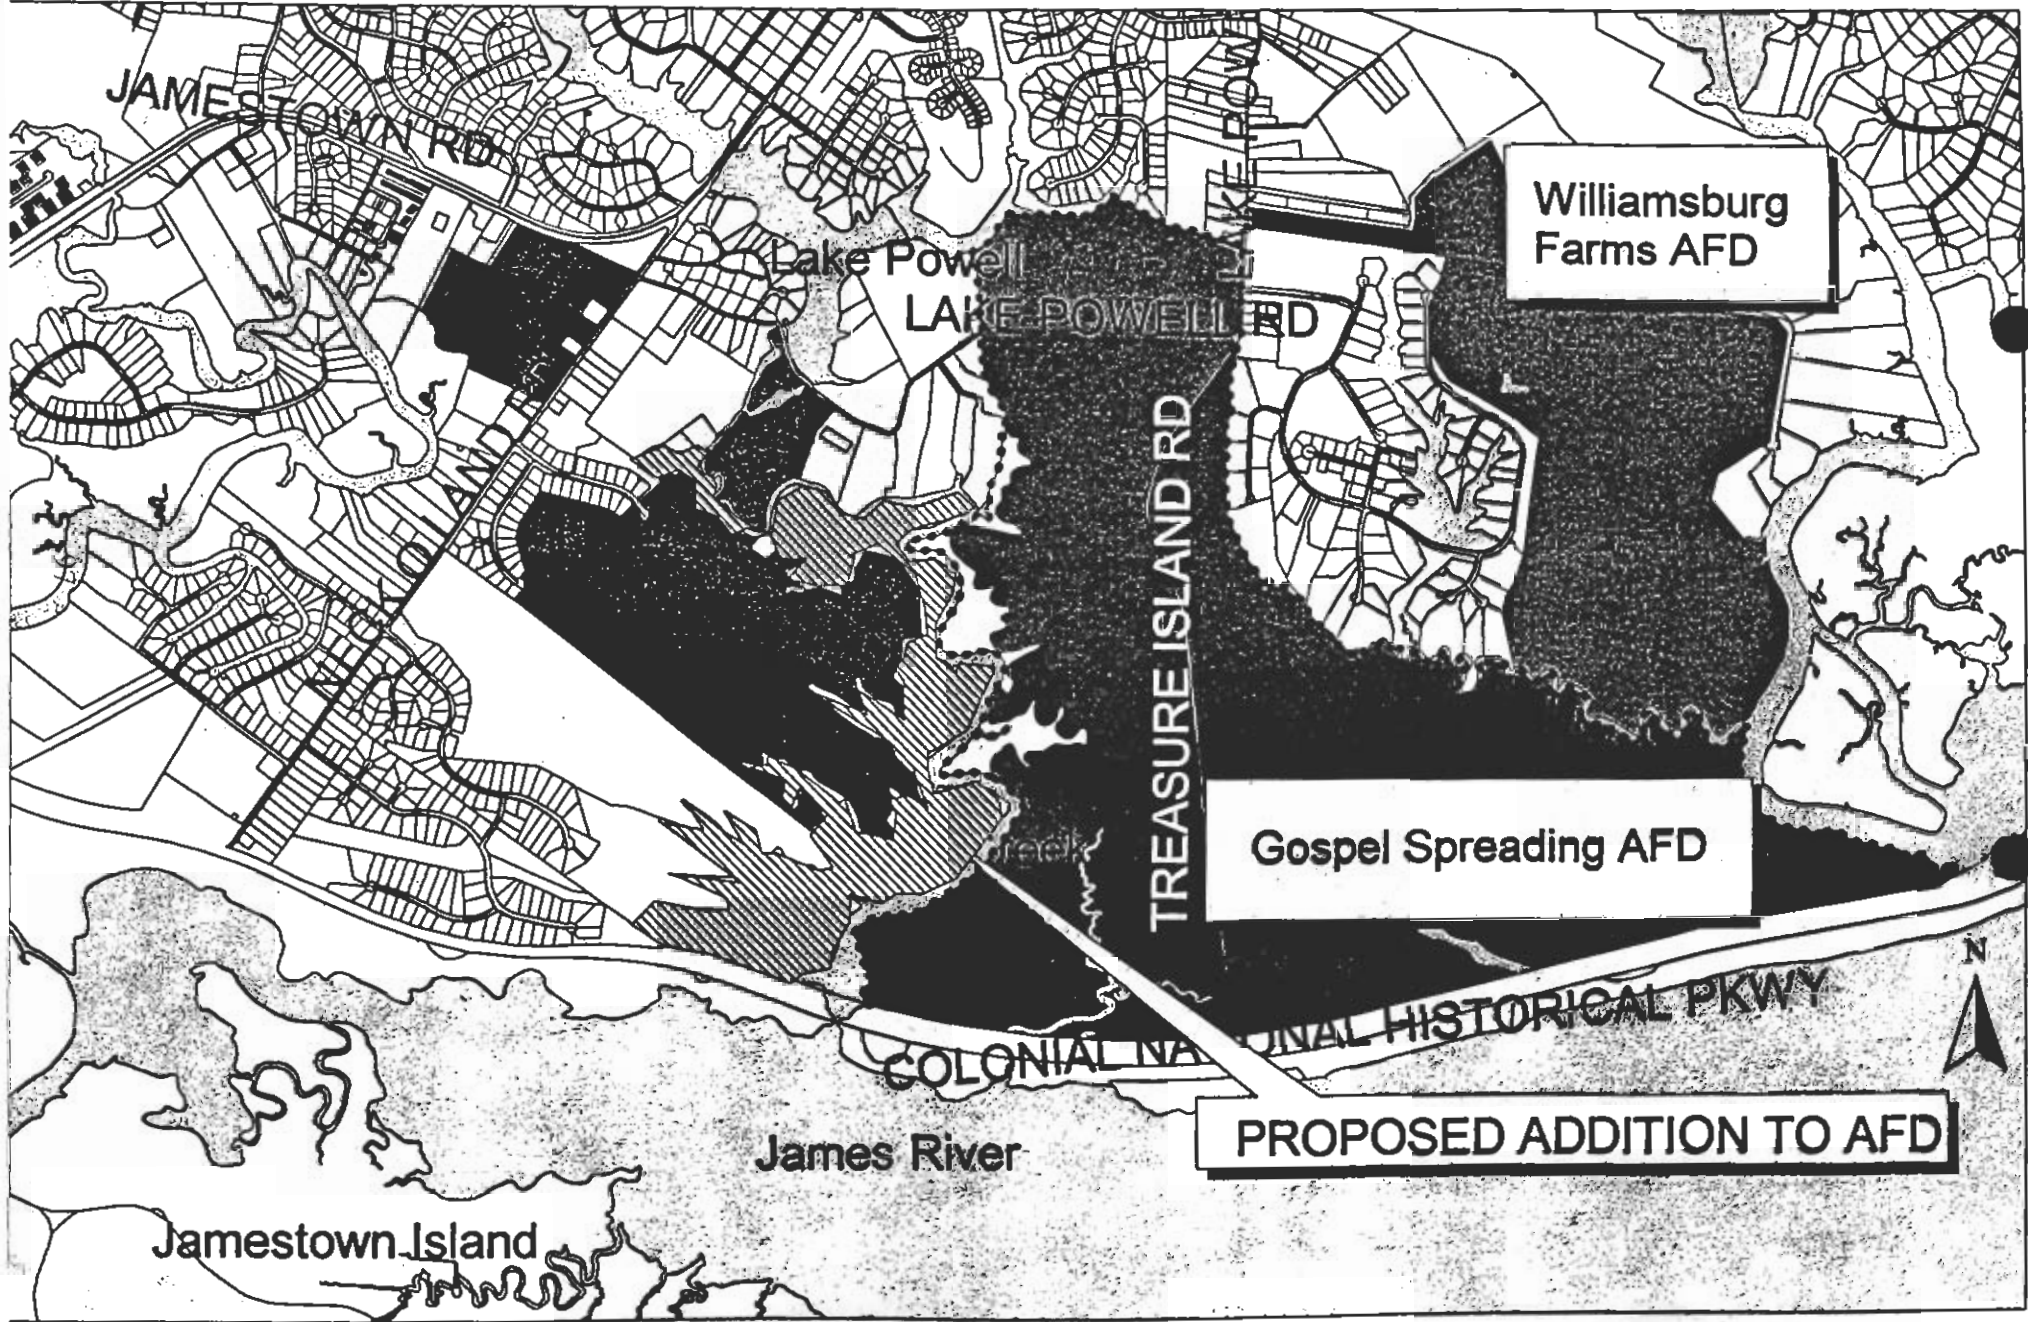 JAMESTOWN RD
Williamsburg
Farms AFD
Lake Powell
LAKE POWELL RD
TREASURE ISLAND RD
Gospel Spreading AFD
N
COLONIAL NATIONAL HISTORICAL PKWY
PROPOSED ADDITION TO AFD
James River
Jamestown Island